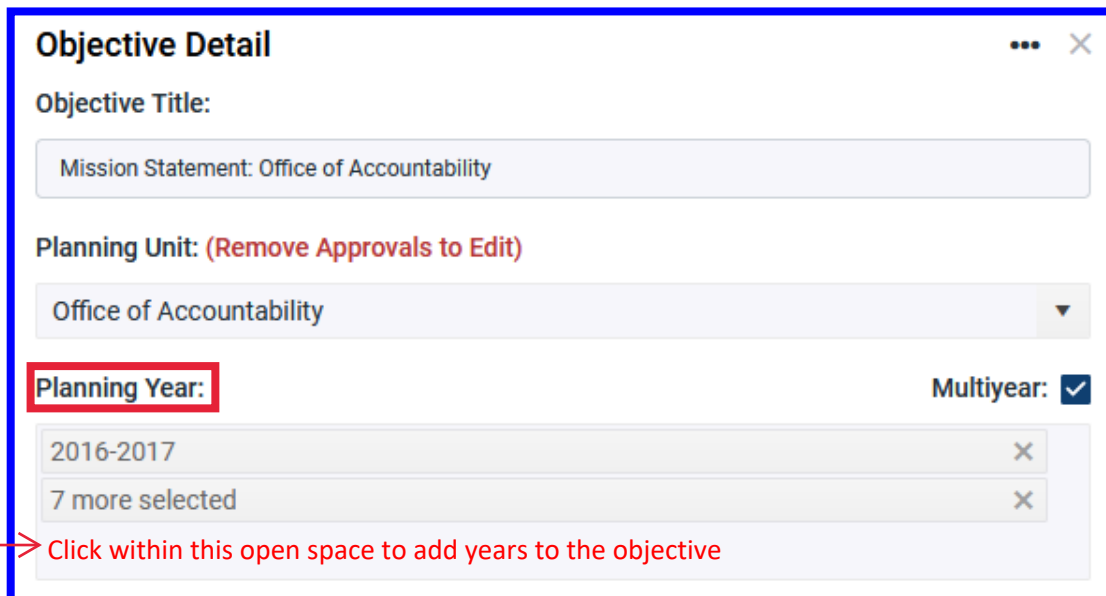 Objective Detail
Objective Title:
Mission Statement: Office of Accountability
Planning Unit: (Remove Approvals to Edit)
Office of Accountability
Planning Year: Multiyear:
2016-2017
7 more selected
Click within this open space to add years to the objective